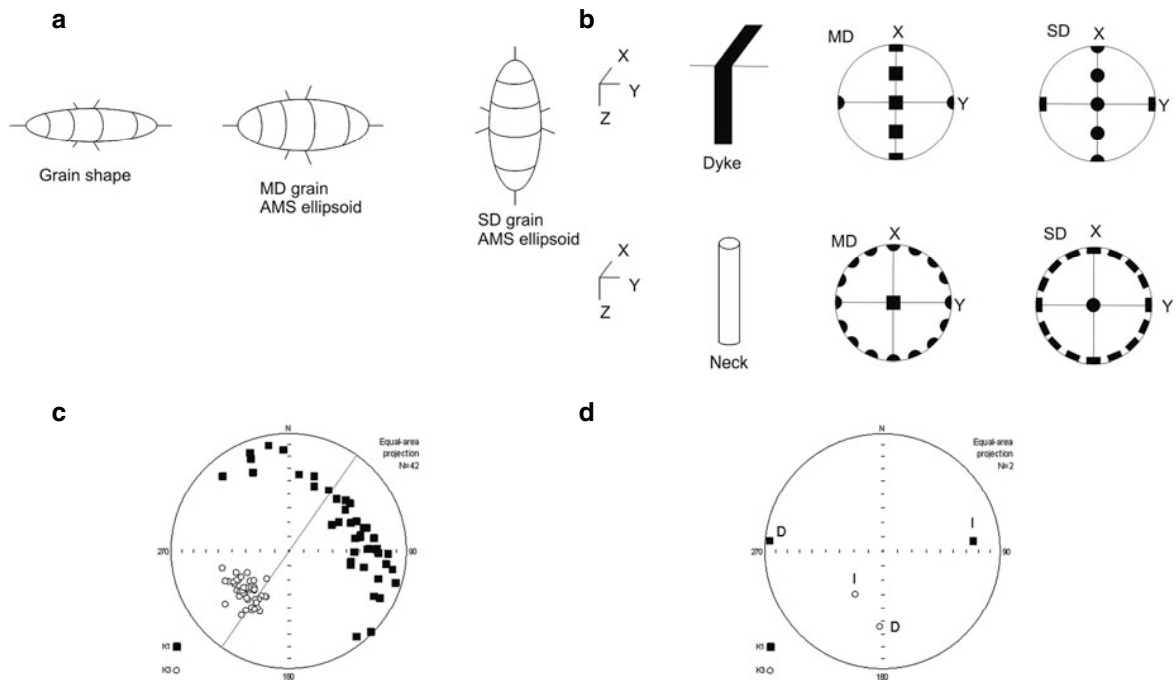 a
Grain shape
MD grain
AMS ellipsoid
SD grain
AMS ellipsoid
b
X
Y
Z
Dyke
MD
X
Y
SD
X
Y
X
Y
Z
Neck
MD
X
Y
SD
X
Y
c
N
Equal-area
projection
N=42
270
90
180
K1
K3
d
N
Equal-area
projection
N=2
D
I
270
90
I
D
180
K1
K3